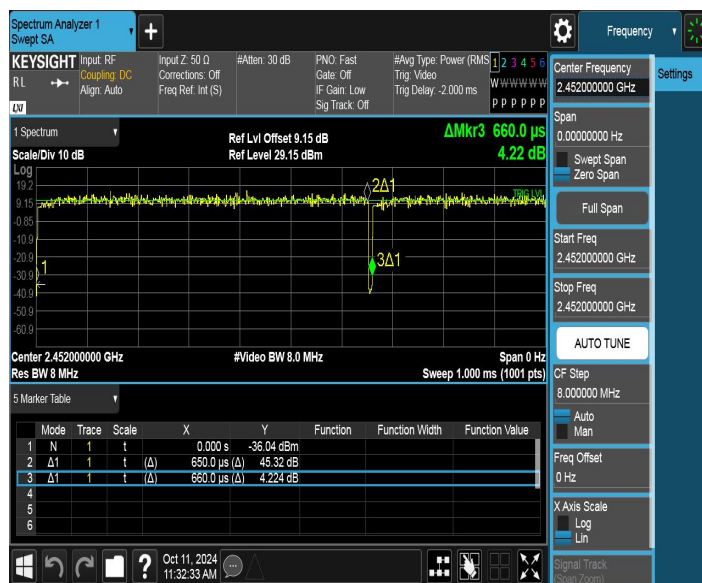 Spectrum Analyzer 1
Swept SA
+
Frequency
KEYSIGHT
RL
LXI
Input: RF
Coupling: DC
Align: Auto
Input Z: 50 Ω
Corrections: Off
Freq Ref: Int (S)
#Atten: 30 dB
PNO: Fast
Gate: Off
IF Gain: Low
Sig Track: Off
#Avg Type: Power (RMS
Trig: Video
Trig Delay: -2.000 ms
1 2 3 4 5 6
W W W W W W
P P P P P P
1 Spectrum
Scale/Div 10 dB
Ref Lvl Offset 9.15 dB
Ref Level 29.15 dBm
ΔMkr3 660.0 µs
4.22 dB
Log
19.2
9.15
-0.85
-10.9
-20.9
-30.9
-40.9
-50.9
-60.9
2Δ1
TRIG LVL
3Δ1
1
Center 2.452000000 GHz
#Video BW 8.0 MHz
Span 0 Hz
Res BW 8 MHz
Sweep 1.000 ms (1001 pts)
5 Marker Table
Mode Trace Scale X Y Function Function Width Function Value
1 N 1 t 0.000 s -36.04 dBm
2 Δ1 1 t (Δ) 650.0 µs (Δ) 45.32 dB
3 Δ1 1 t (Δ) 660.0 µs (Δ) 4.224 dB
4
5
6
?
Oct 11, 2024
11:32:33 AM
Center Frequency
2.452000000 GHz
Settings
Span
0.00000000 Hz
Swept Span
Zero Span
Full Span
Start Freq
2.452000000 GHz
Stop Freq
2.452000000 GHz
AUTO TUNE
CF Step
8.000000 MHz
Auto
Man
Freq Offset
0 Hz
X Axis Scale
Log
Lin
Signal Track
(Span Zoom)